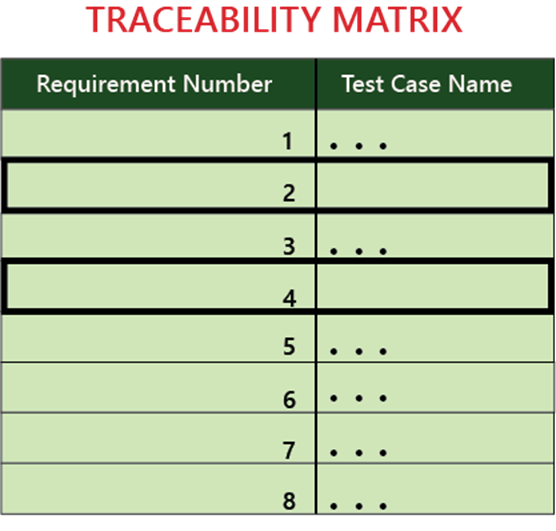 TRACEABILITY MATRIX
Requirement Number Test Case Name
1 . . .
2
3 . . .
4
5 . . .
6 . . .
7 . . .
8 . . .